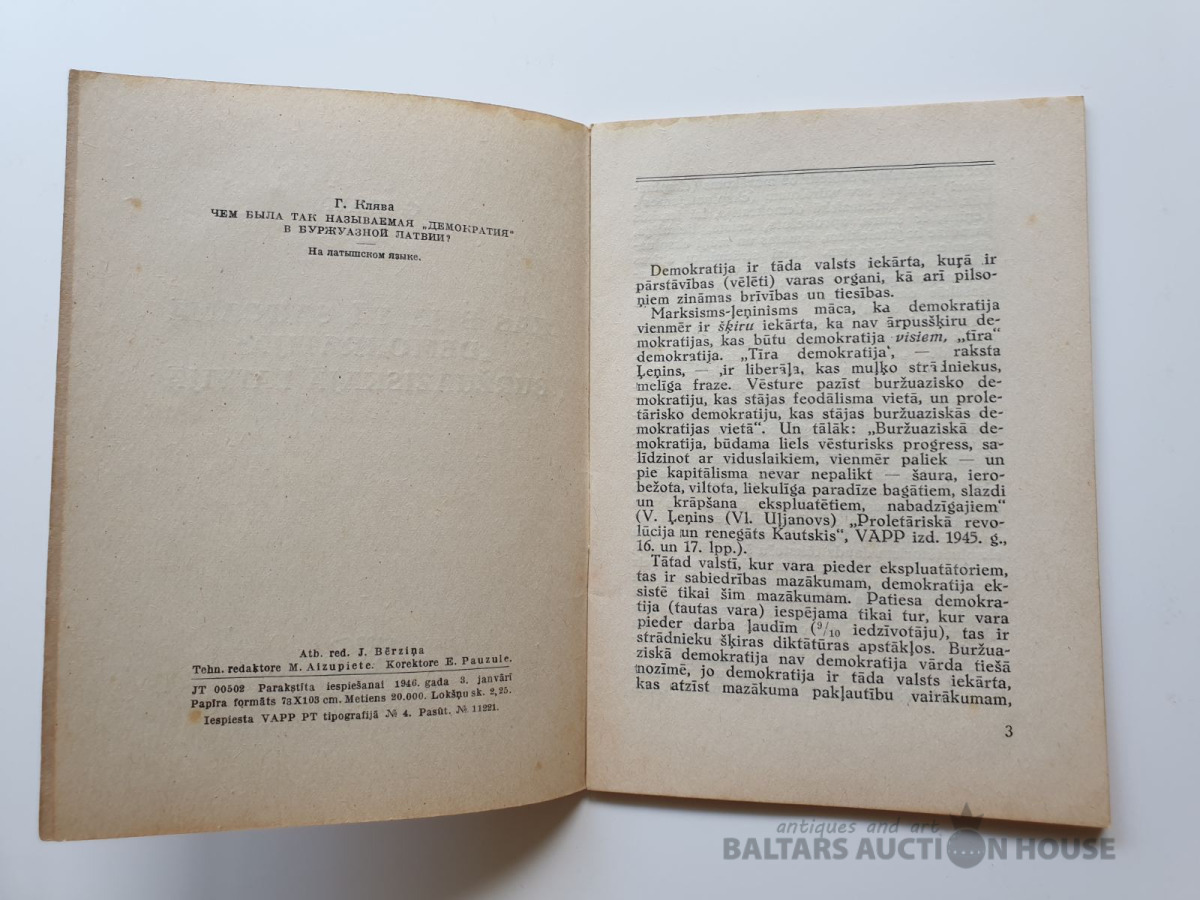 Г. Клява
ЧЕМ БЫЛА ТАК НАЗЫВАЕМАЯ „ДЕМОКРАТИЯ“
В БУРЖУАЗНОЙ ЛАТВИИ?
На латышском языке.
Atb. red. J. Bērziņa
Tehn. redaktore M. Aizupiete. Korektore E. Pauzule.
JT 00502 Parakstīta iespiešanai 1946. gada 3. janvārī
Papīra formāts 73X103 cm. Metiens 20.000. Lokšņu sk. 2,25.
Iespiesta VAPP PT tipografijā № 4. Pasūt. № 11221.
Demokratija ir tāda valsts iekārta, kuŗā ir
pārstāvības (vēlēti) varas orgāni, kā arī pilso-
ņiem zināmas brīvības un tiesības.
Marksisms-ļeņinisms māca, ka demokratija
vienmēr ir šķiru iekārta, ka nav ārpusšķiru de-
mokratijas, kas būtu demokratija visiem, „tīra“
demokratija. „Tīra demokratija‘, — raksta
Ļeņins, — ‚ir liberāļa, kas muļķo strādniekus,
melīga fraze. Vēsture pazīst buržuazisko de-
mokratiju, kas stājas feodālisma vietā, un prole-
tārisko demokratiju, kas stājas buržuaziskās de-
mokratijas vietā“. Un tālāk: „Buržuaziskā de-
mokratija, būdama liels vēsturisks progress, sa-
līdzinot ar viduslaikiem, vienmēr paliek — un
pie kapitālisma nevar nepalikt — šaura, iero-
bežota, viltota, liekulīga paradīze bagātiem, slazdi
un krāpšana ekspluatētiem, nabadzīgajiem“
(V. Ļeņins (Vl. Uļjanovs) „Proletāriskā revo-
lūcija un renegāts Kautskis“, VAPP izd. 1945. g.,
16. un 17. lpp.).
Tātad valstī, kur vara pieder ekspluatātoriem,
tas ir sabiedrības mazākumam, demokratija ek-
sistē tikai šim mazākumam. Patiesa demokra-
tija (tautas vara) iespējama tikai tur, kur vara
pieder darba ļaudīm (9/10 iedzīvotāju), tas ir
strādnieku šķiras diktātūras apstākļos. Buržua-
ziskā demokratija nav demokratija vārda tiešā
nozīmē, jo demokratija ir tāda valsts iekārta,
kas atzīst mazākuma pakļautību vairākumam,
3
antiques and art
BALTARS AUCTION HOUSE